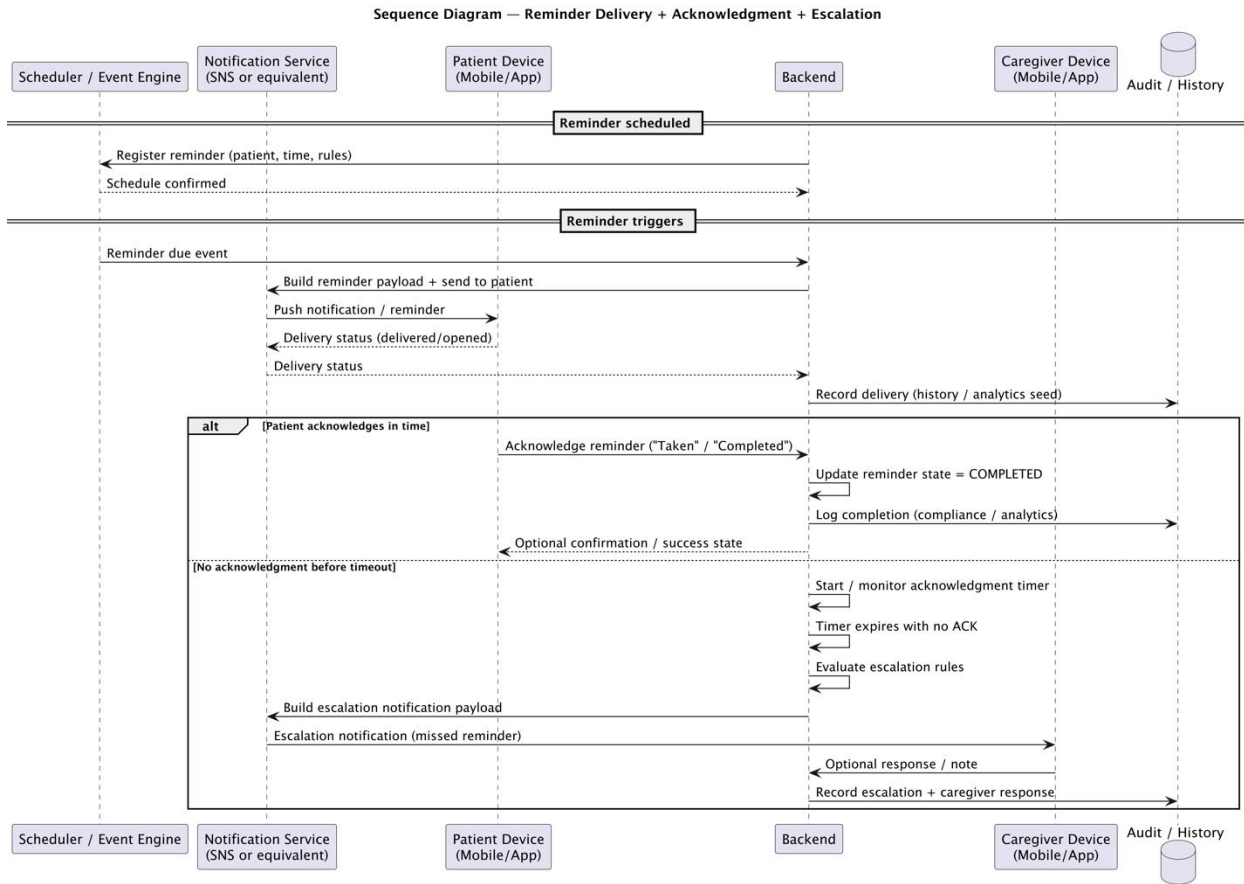 Sequence Diagram — Reminder Delivery + Acknowledgment + Escalation
Scheduler / Event Engine
Notification Service
(SNS or equivalent)
Patient Device
(Mobile/App)
Backend
Caregiver Device
(Mobile/App)
Audit / History
Reminder scheduled
Register reminder (patient, time, rules)
Schedule confirmed
Reminder triggers
Reminder due event
Build reminder payload + send to patient
Push notification / reminder
Delivery status (delivered/opened)
Delivery status
Record delivery (history / analytics seed)
alt [Patient acknowledges in time]
Acknowledge reminder ("Taken" / "Completed")
Update reminder state = COMPLETED
Log completion (compliance / analytics)
Optional confirmation / success state
[No acknowledgment before timeout]
Start / monitor acknowledgment timer
Timer expires with no ACK
Evaluate escalation rules
Build escalation notification payload
Escalation notification (missed reminder)
Optional response / note
Record escalation + caregiver response
Scheduler / Event Engine
Notification Service
(SNS or equivalent)
Patient Device
(Mobile/App)
Backend
Caregiver Device
(Mobile/App)
Audit / History